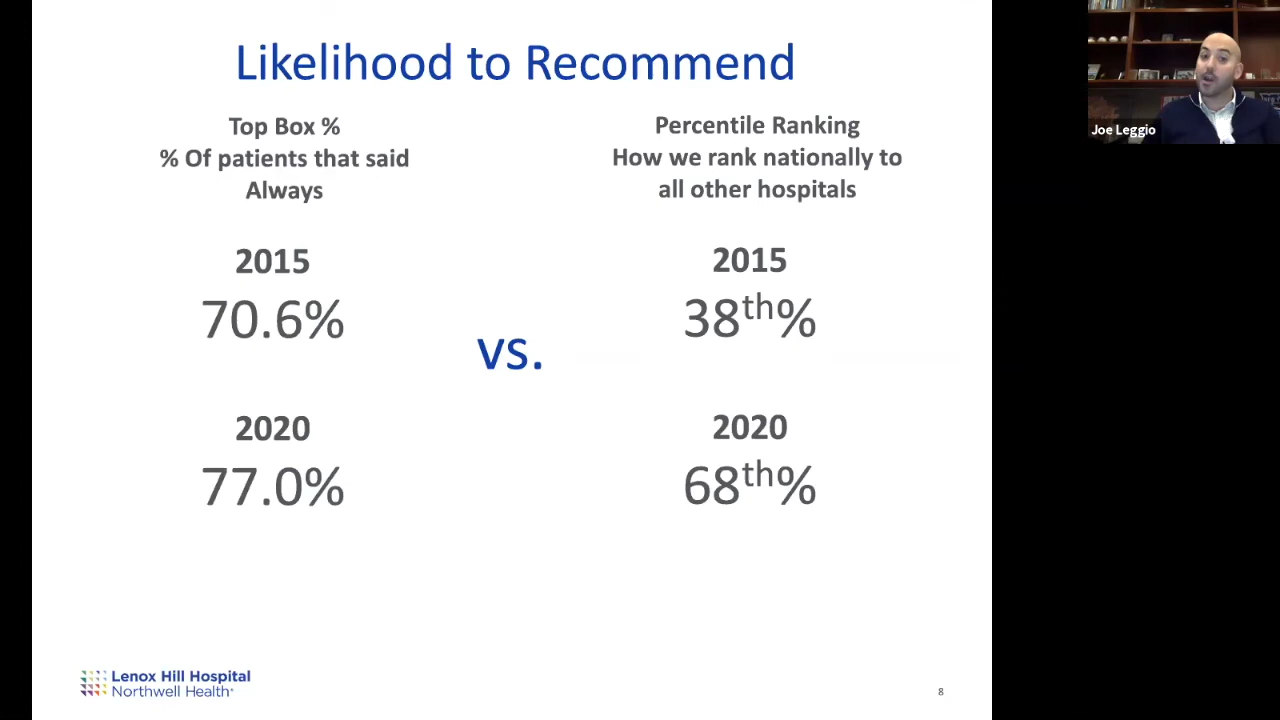 Likelihood to Recommend
Top Box %
% Of patients that said
Always
2015
70.6%
2020
77.0%
vs.
Percentile Ranking
How we rank nationally to
all other hospitals
2015
38th%
2020
68th%
Lenox Hill Hospital
Northwell Health
8
Joe Leggio